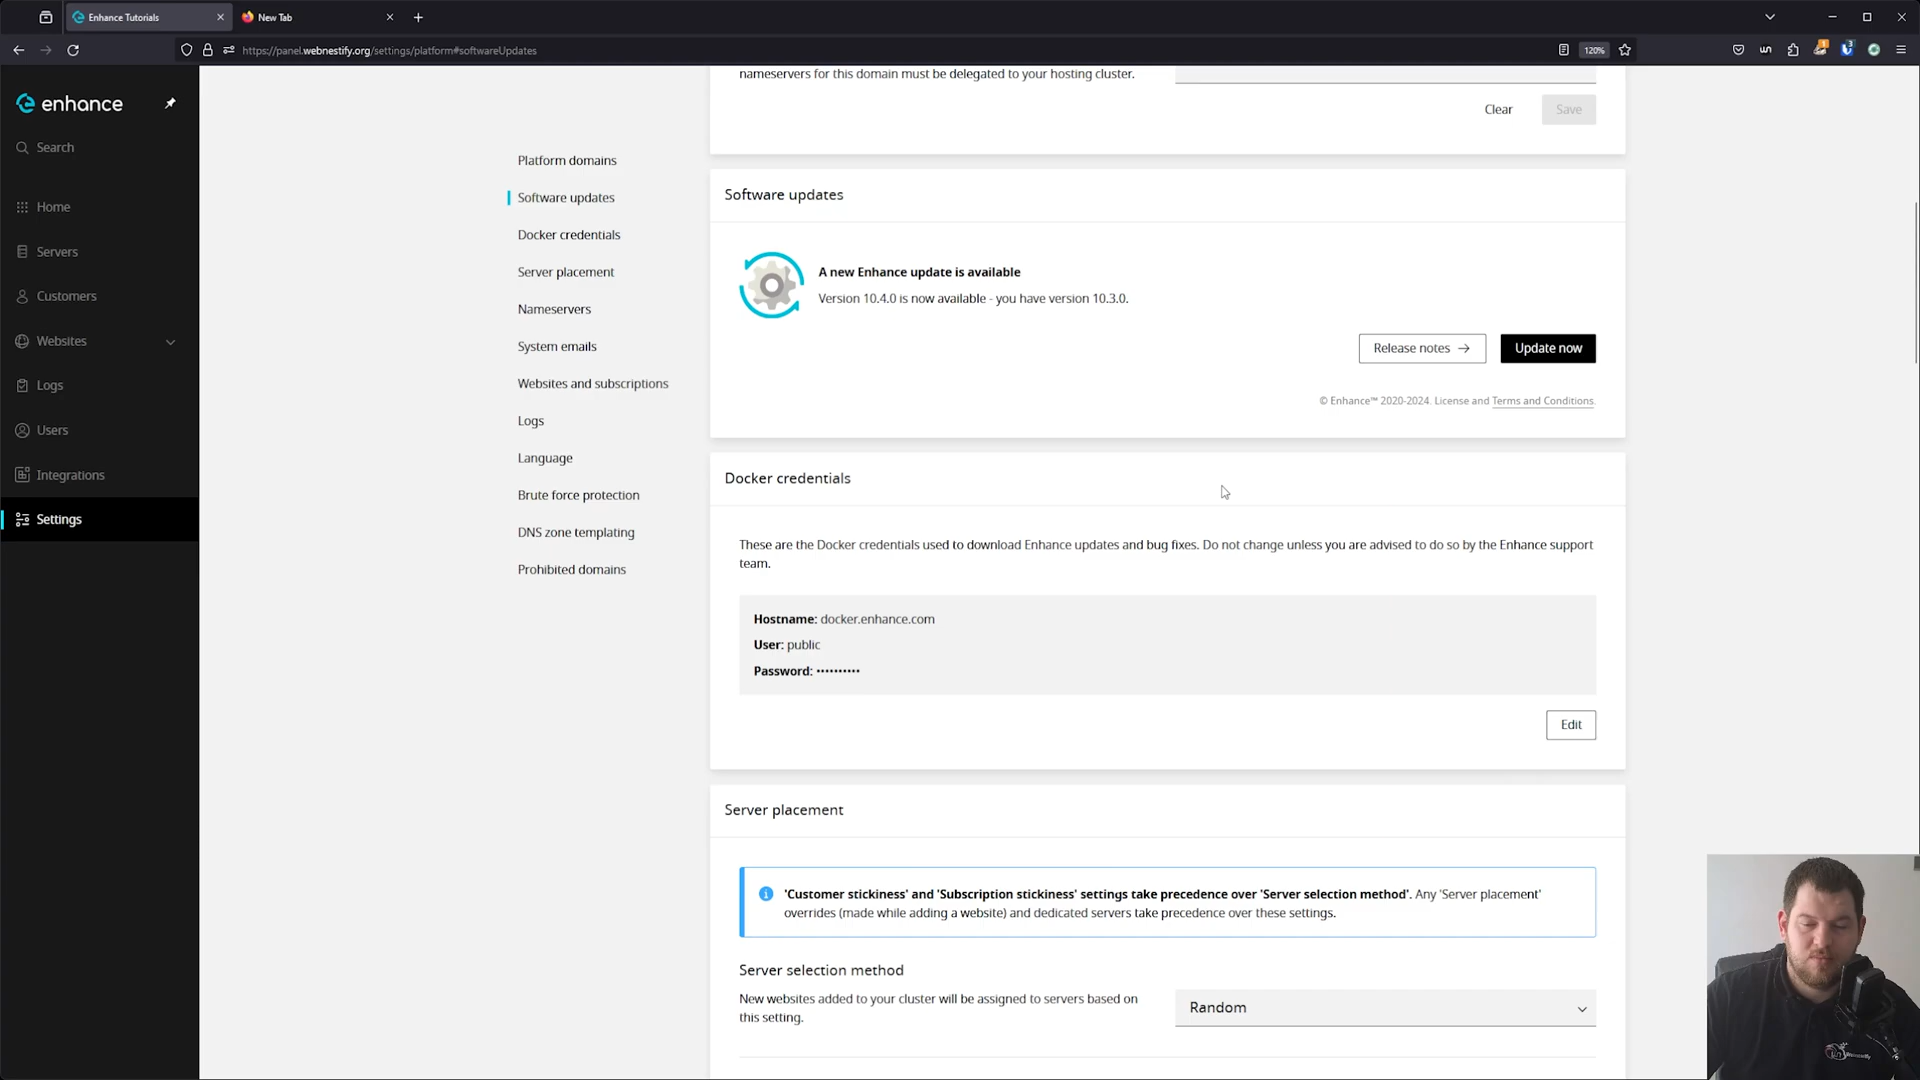 Enhance Tutorials
New Tab
https://panel.webnestify.org/settings/platform#softwareUpdates
120%
enhance
Search
Home
Servers
Customers
Websites
Logs
Users
Integrations
Settings
Platform domains
Software updates
Docker credentials
Server placement
Nameservers
System emails
Websites and subscriptions
Logs
Language
Brute force protection
DNS zone templating
Prohibited domains
nameservers for this domain must be delegated to your hosting cluster.
Clear
Save
Software updates
A new Enhance update is available
Version 10.4.0 is now available - you have version 10.3.0.
Release notes →
Update now
© Enhance™ 2020-2024. License and Terms and Conditions.
Docker credentials
These are the Docker credentials used to download Enhance updates and bug fixes. Do not change unless you are advised to do so by the Enhance support
team.
Hostname: docker.enhance.com
User: public
Password: ••••••••••
Edit
Server placement
'Customer stickiness' and 'Subscription stickiness' settings take precedence over 'Server selection method'. Any 'Server placement'
overrides (made while adding a website) and dedicated servers take precedence over these settings.
Server selection method
New websites added to your cluster will be assigned to servers based on
this setting.
Random